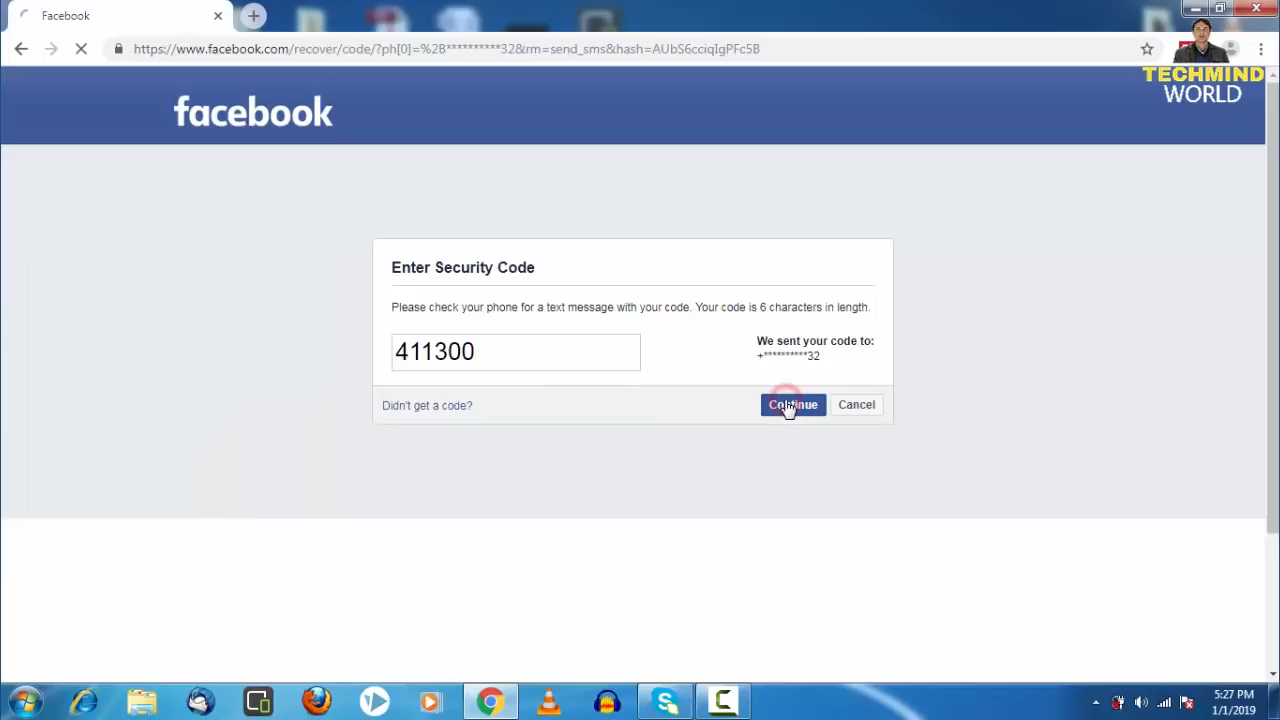 Facebook
https://www.facebook.com/recover/code/?ph[0]=%2B**********32&rm=send_sms&hash=AUbS6cciqIgPFc5B
TECHMIND
WORLD
facebook
Enter Security Code
Please check your phone for a text message with your code. Your code is 6 characters in length.
411300
We sent your code to:
+**********32
Didn't get a code?
Continue
Cancel
5:27 PM
1/1/2019